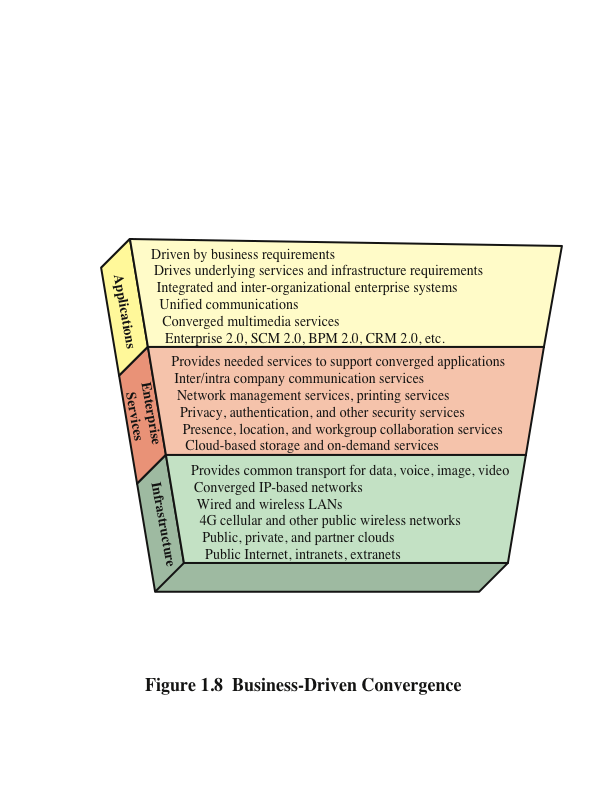 Applications
Driven by business requirements
Drives underlying services and infrastructure requirements
Integrated and inter-organizational enterprise systems
Unified communications
Converged multimedia services
Enterprise 2.0, SCM 2.0, BPM 2.0, CRM 2.0, etc.
Enterprise
Services
Provides needed services to support converged applications
Inter/intra company communication services
Network management services, printing services
Privacy, authentication, and other security services
Presence, location, and workgroup collaboration services
Cloud-based storage and on-demand services
Infrastructure
Provides common transport for data, voice, image, video
Converged IP-based networks
Wired and wireless LANs
4G cellular and other public wireless networks
Public, private, and partner clouds
Public Internet, intranets, extranets
Figure 1.8 Business-Driven Convergence